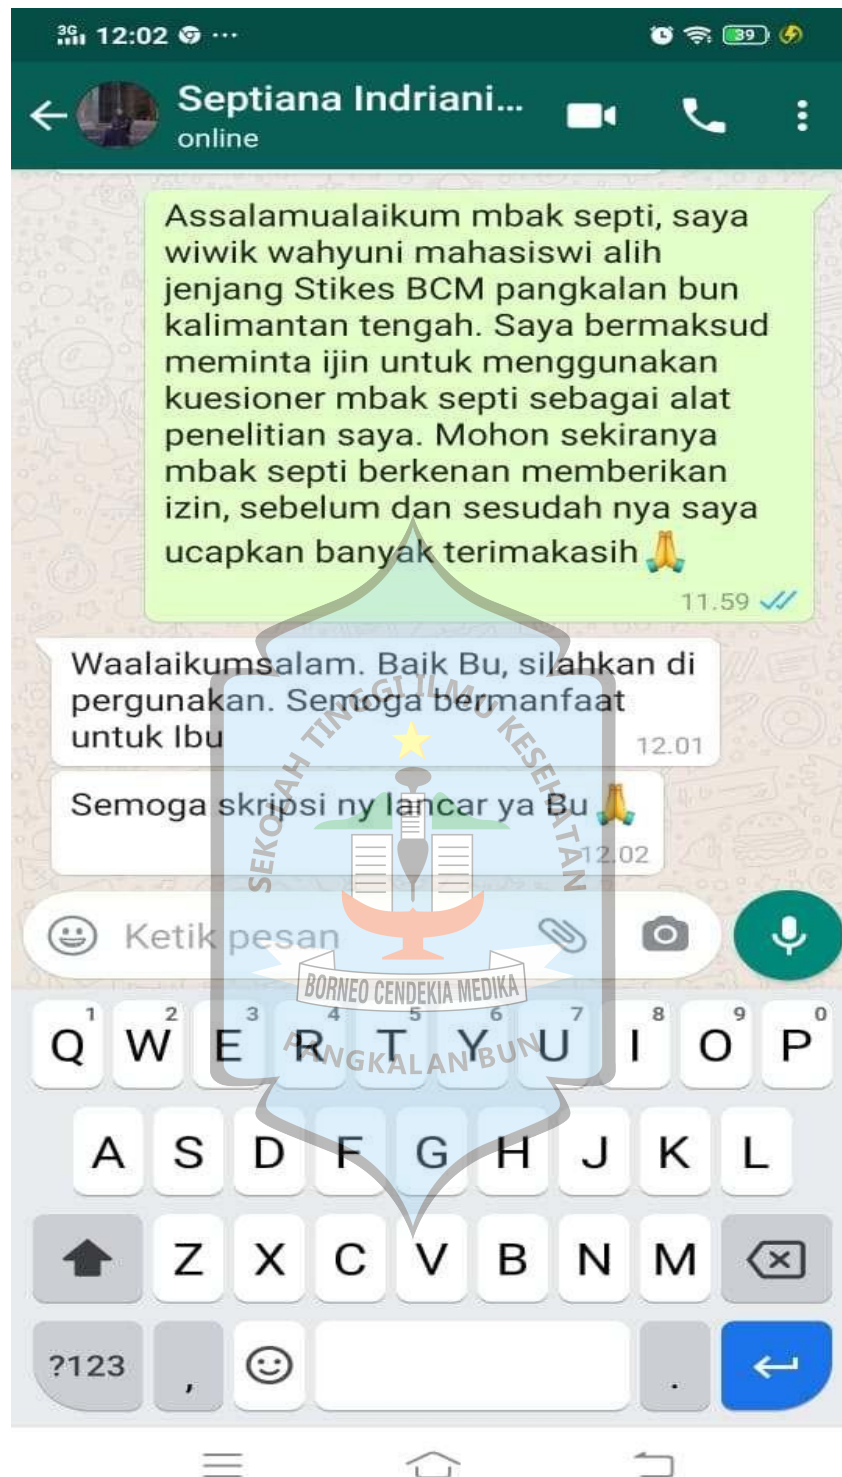 3G 12:02 ...
39
Septiana Indriani...
online
Assalamualaikum mbak septi, saya
wiwik wahyuni mahasiswi alih
jenjang Stikes BCM pangkalan bun
kalimantan tengah. Saya bermaksud
meminta ijin untuk menggunakan
kuesioner mbak septi sebagai alat
penelitian saya. Mohon sekiranya
mbak septi berkenan memberikan
izin, sebelum dan sesudah nya saya
ucapkan banyak terimakasih 🙏
11.59
Waalaikumsalam. Baik Bu, silahkan di
pergunakan. Semoga bermanfaat
untuk Ibu
12.01
Semoga skripsi ny lancar ya Bu 🙏
12.02
Ketik pesan
SEKOLAH TINGGI ILMU KESEHATAN
BORNEO CENDEKIA MEDIKA
PANGKALAN BUN
1 2 3 4 5 6 7 8 9 0
Q W E R T Y U I O P
A S D F G H J K L
Z X C V B N M
?123 , .